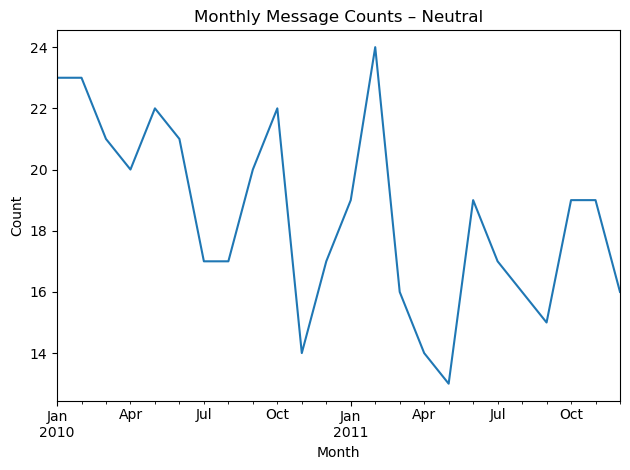 Monthly Message Counts – Neutral
24
22
20
18
16
14
Count
Jan Apr Jul Oct Jan Apr Jul Oct
2010 2011
Month